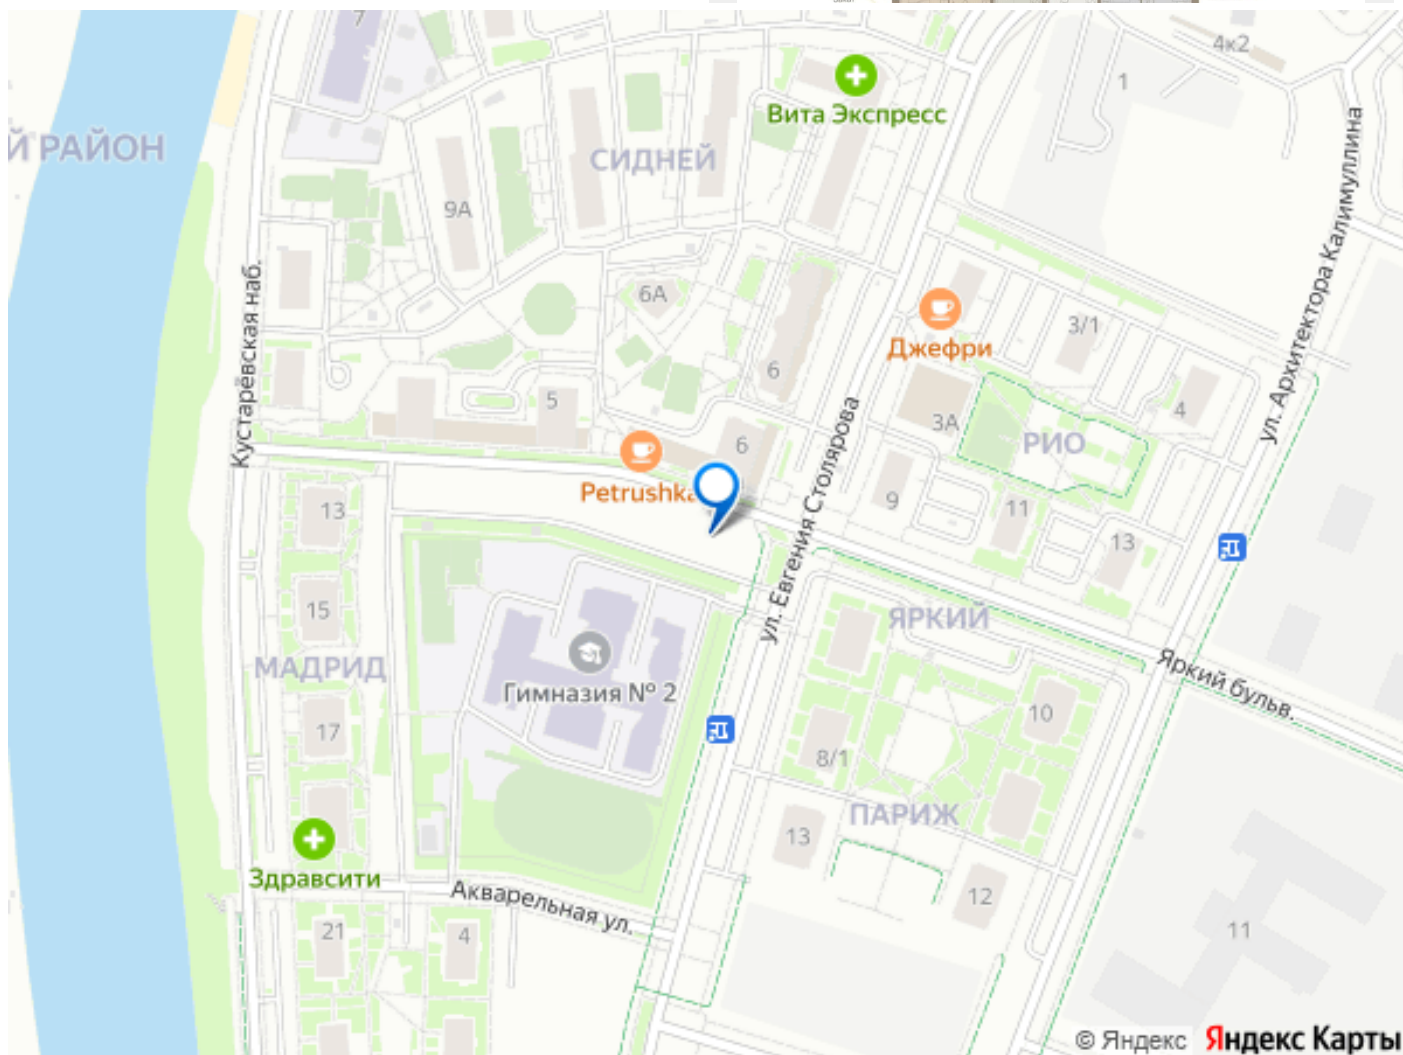 7
4к2
1
Вита Экспресс
Й РАЙОН
СИДНЕЙ
9А
ул. Архитектора Калимуллина
Кустарёвская наб.
6А
3/1
Джефри
6
5
3А
4
РИО
6
Petrushka
ул. Евгения Столярова
9
11
13
13
15
ЯРКИЙ
МАДРИД
Гимназия № 2
Яркий бульв.
17
10
8/1
ПАРИЖ
13
Здравсити
Акварельная ул.
12
21
4
11
© Яндекс Яндекс Карты